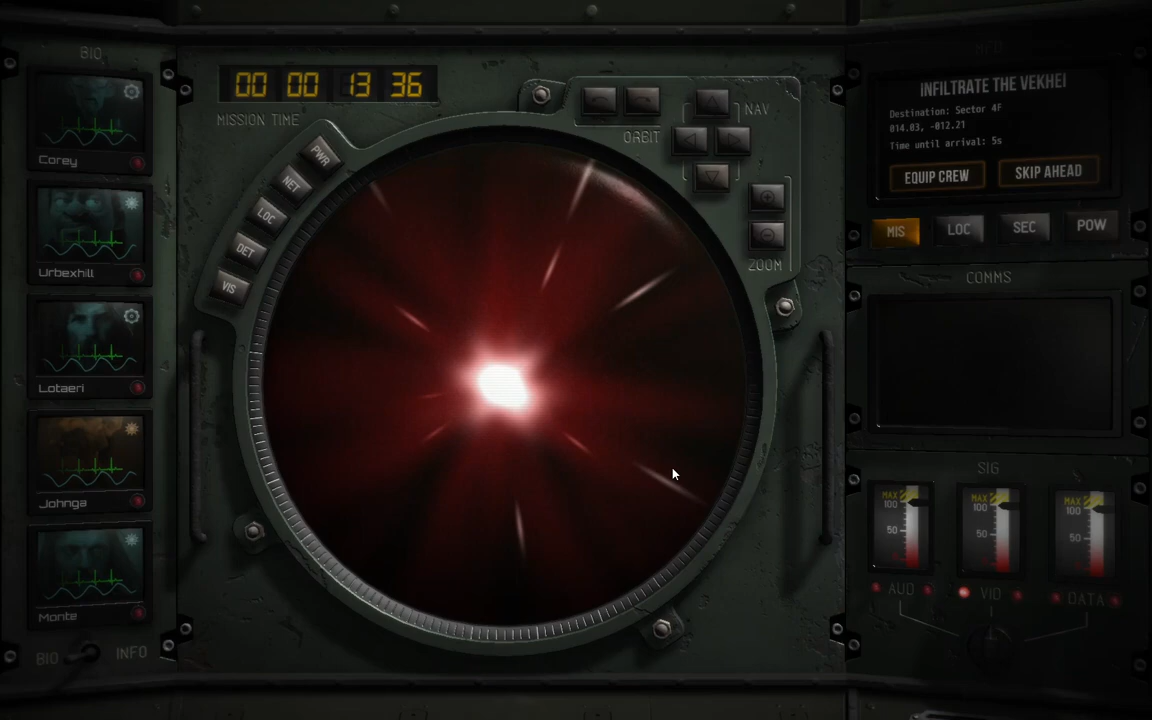 BIO
00 00 13 36
MISSION TIME
PWR
NET
LOC
DET
VIS
ORBIT
NAV
ZOOM
Corey
Urbexhill
Lotaeri
Johnga
Monte
BIO INFO
INFILTRATE THE VEKHEI
Destination: Sector 4F
014.03, -012.21
Time until arrival: 5s
EQUIP CREW SKIP AHEAD
MIS LOC SEC POW
COMMS
SIG
MAX MAX MAX
100 100 100
50 50 50
AUD VID DATA